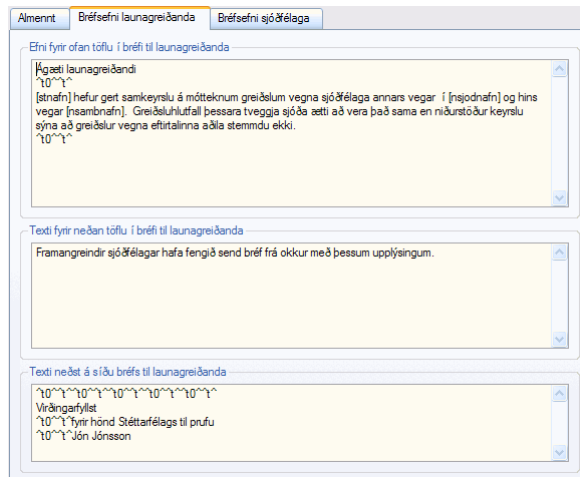 Almennt
Bréfsefni launagreiðanda
Bréfsefni sjóðfélaga
Efni fyrir ofan töflu í bréfi til launagreiðanda
Ágæti launagreiðandi
^t0^^t^
[stnafn] hefur gert samkeyrslu á mótteknum greiðslum vegna sjóðfélaga annars vegar í [nsjodnafn] og hins
vegar [nsambnafn]. Greiðsluhlutfall þessara tveggja sjóða ætti að vera það sama en niðurstöður keyrslu
sýna að greiðslur vegna eftirtalinna aðila stemmdu ekki.
^t0^^t^
Texti fyrir neðan töflu í bréfi til launagreiðanda
Framangreindir sjóðfélagar hafa fengið send bréf frá okkur með þessum upplýsingum.
Texti neðst á síðu bréfs til launagreiðanda
^t0^^t^^t0^^t^^t0^^t^^t0^^t^^t0^^t^
Virðingarfyllst
^t0^^t^fyrir hönd Stéttarfélags til prufu
^t0^^t^Jón Jónsson